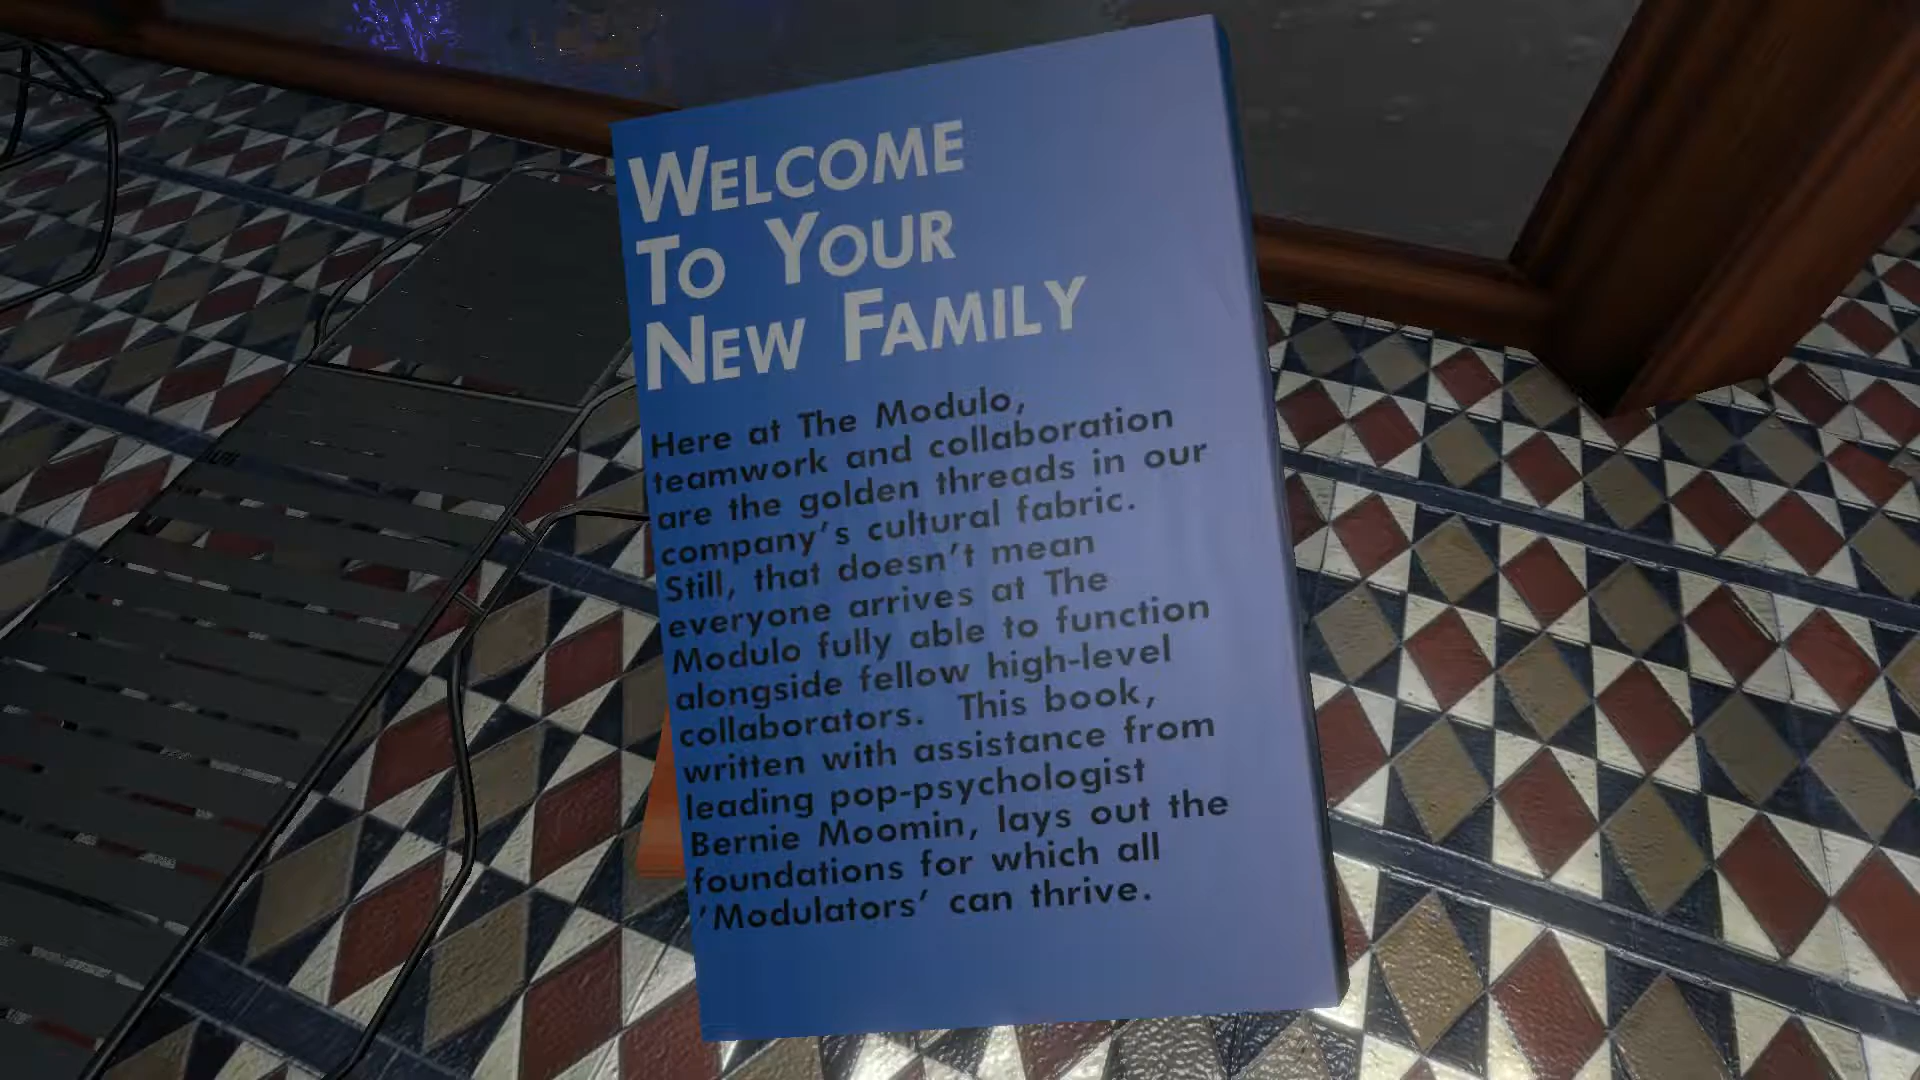 WELCOME
TO YOUR
NEW FAMILY
Here at The Modulo,
teamwork and collaboration
are the golden threads in our
company's cultural fabric.
Still, that doesn't mean
everyone arrives at The
Modulo fully able to function
alongside fellow high-level
collaborators.  This book,
written with assistance from
leading pop-psychologist
Bernie Moomin, lays out the
foundations for which all
'Modulators' can thrive.